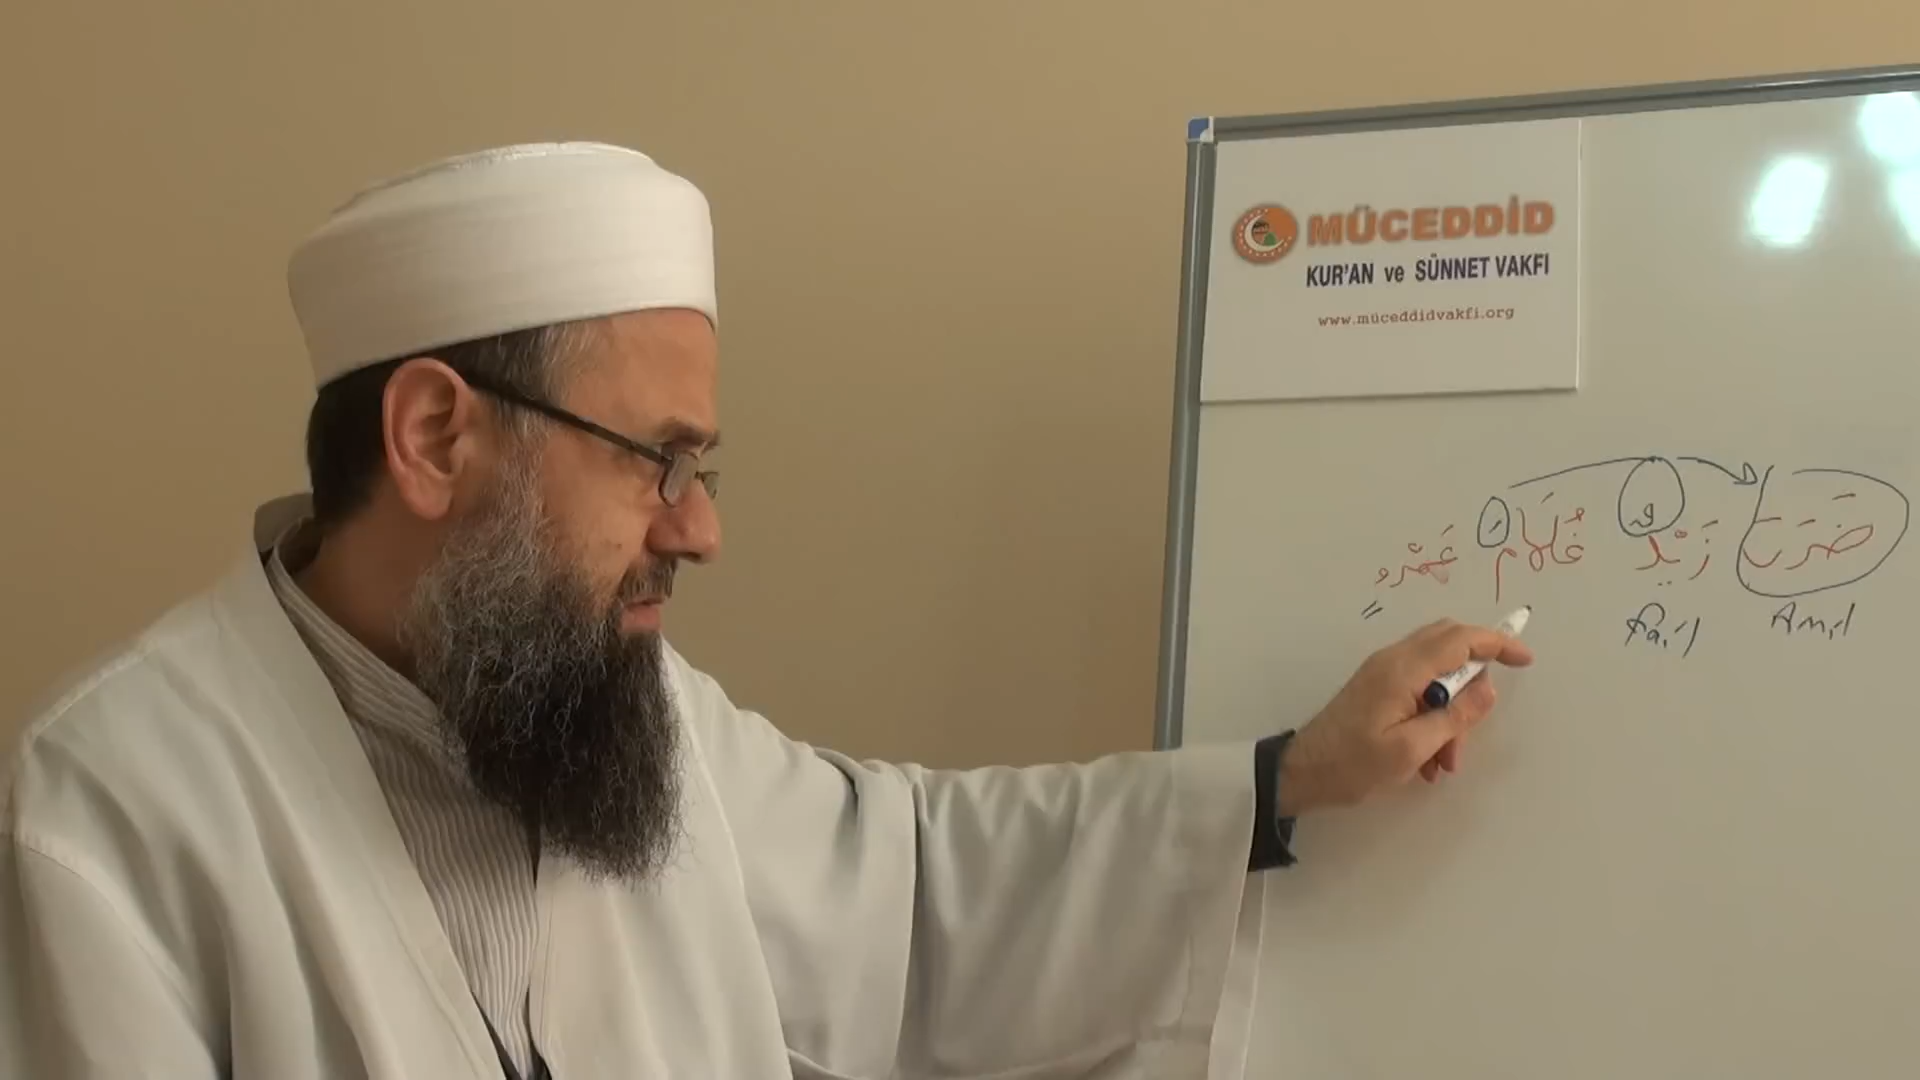 MÜCEDDİD
KUR'AN ve SÜNNET VAKFI
www.müceddidvakfi.org
ضَرَبَ زَيْدٌ غُلَامَ عَمْرٍو
Amil Fail